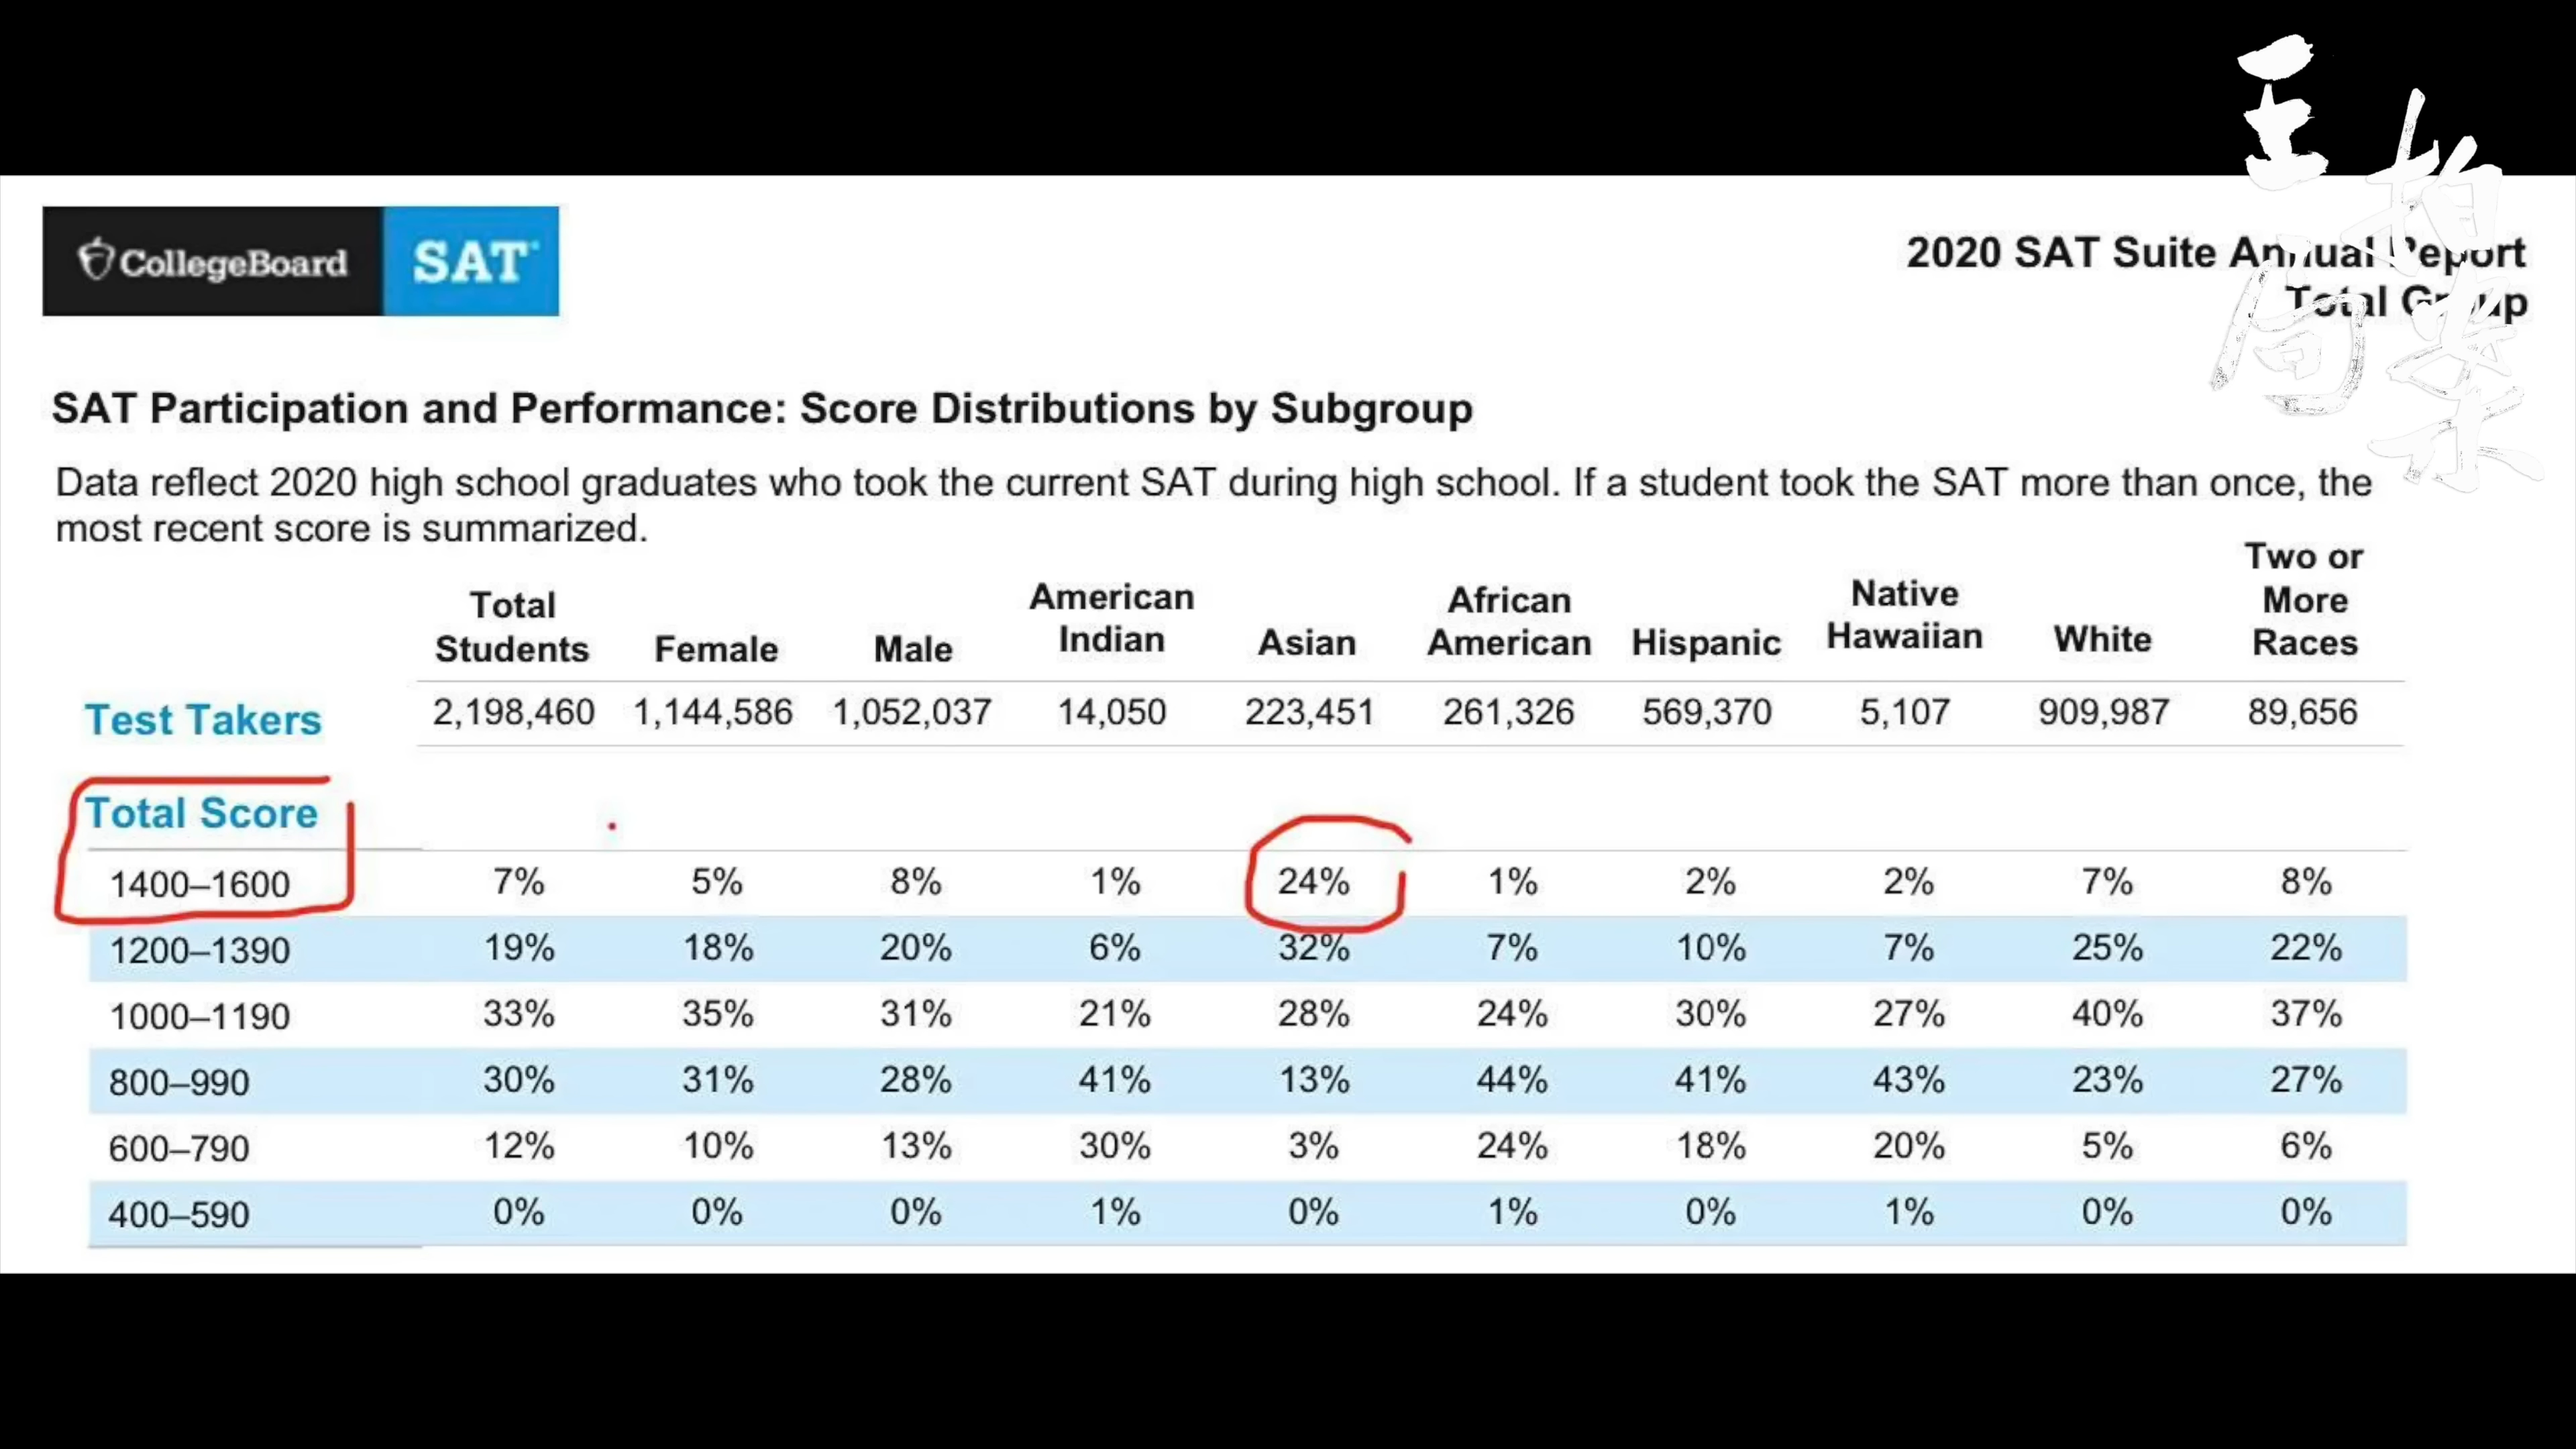 王拍案
局
CollegeBoard SAT
2020 SAT Suite Annual Report
Total Group
SAT Participation and Performance: Score Distributions by Subgroup
Data reflect 2020 high school graduates who took the current SAT during high school. If a student took the SAT more than once, the
most recent score is summarized.
Total Students Female Male American Indian Asian African American Hispanic Native Hawaiian White Two or More Races
Test Takers 2,198,460 1,144,586 1,052,037 14,050 223,451 261,326 569,370 5,107 909,987 89,656
Total Score
1400–1600 7% 5% 8% 1% 24% 1% 2% 2% 7% 8%
1200–1390 19% 18% 20% 6% 32% 7% 10% 7% 25% 22%
1000–1190 33% 35% 31% 21% 28% 24% 30% 27% 40% 37%
800–990 30% 31% 28% 41% 13% 44% 41% 43% 23% 27%
600–790 12% 10% 13% 30% 3% 24% 18% 20% 5% 6%
400–590 0% 0% 0% 1% 0% 1% 0% 1% 0% 0%